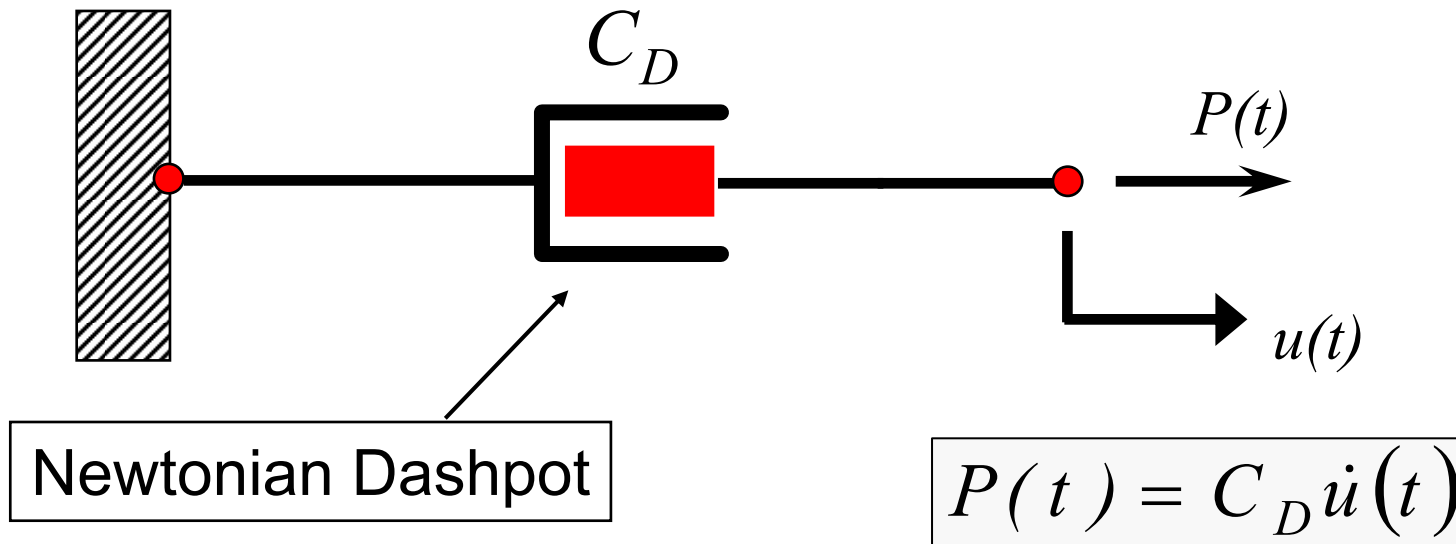 C_D
P(t)
u(t)
Newtonian Dashpot
P( t ) = C_D u̇(t)